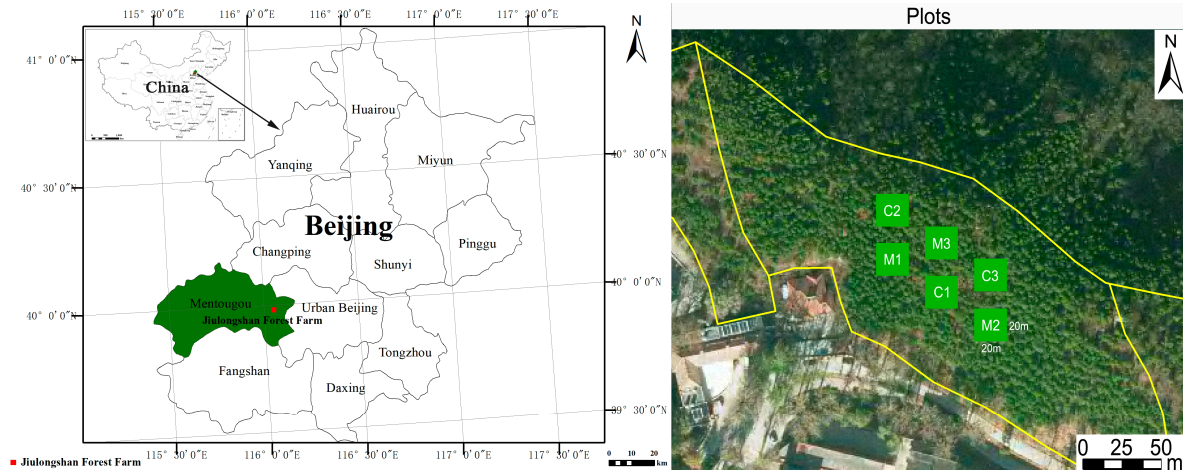 115° 30′0″E
116° 0′0″E
116° 30′0″E
117° 0′0″E
117° 30′0″E
N
41° 0′0″N
40° 30′0″N
40° 0′0″N
China
Huairou
Yanqing
Miyun
Beijing
Changping
Pinggu
Shunyi
Mentougou
Urban Beijing
Jiulongshan Forest Farm
Tongzhou
Fangshan
Daxing
40° 30′0″N
40° 0′0″N
39° 30′0″N
115° 30′0″E
116° 0′0″E
116° 30′0″E
117° 0′0″E
117° 30′0″E
Jiulongshan Forest Farm
0 10 20
km
Plots
N
C2
M3
M1
C3
C1
M2
20m
20m
0 25 50
m